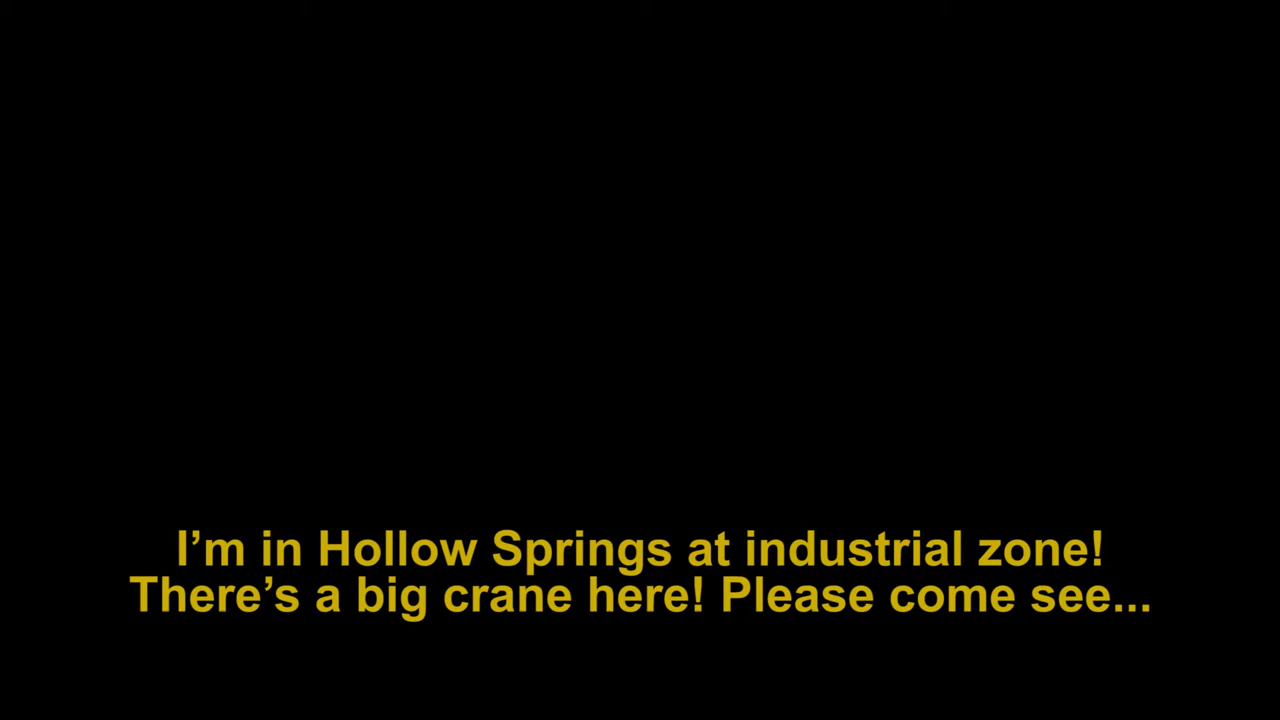 I’m in Hollow Springs at industrial zone!
There’s a big crane here! Please come see...